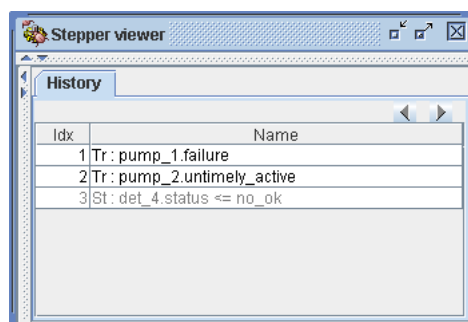 Stepper viewer
History
Idx Name
1 Tr : pump_1.failure
2 Tr : pump_2.untimely_active
3 St : det_4.status <= no_ok